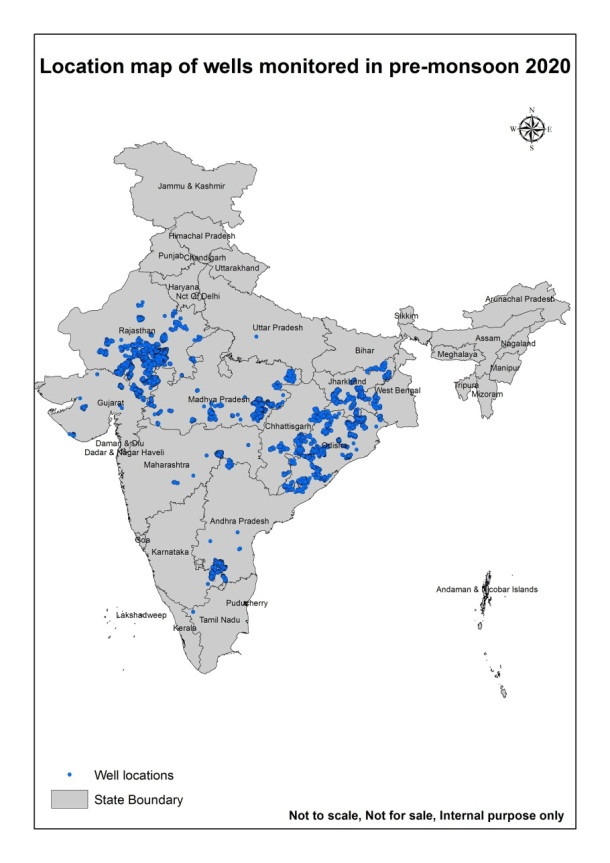 Location map of wells monitored in pre-monsoon 2020
N
W E
S
Jammu & Kashmir
Himachal Pradesh
Punjab Chandigarh
Uttarakhand
Haryana
Nct Of Delhi
Arunachal Pradesh
Sikkim
Rajasthan
Uttar Pradesh
Assam
Nagaland
Bihar
Meghalaya
Manipur
Jharkhand
Tripura
West Bengal
Mizoram
Gujarat
Madhya Pradesh
Chhattisgarh
Daman & Diu
Odisha
Dadar & Nagar Haveli
Maharashtra
Andhra Pradesh
Goa
Karnataka
Andaman & Nicobar Islands
Puducherry
Lakshadweep
Tamil Nadu
Kerala
Well locations
State Boundary
Not to scale, Not for sale, Internal purpose only